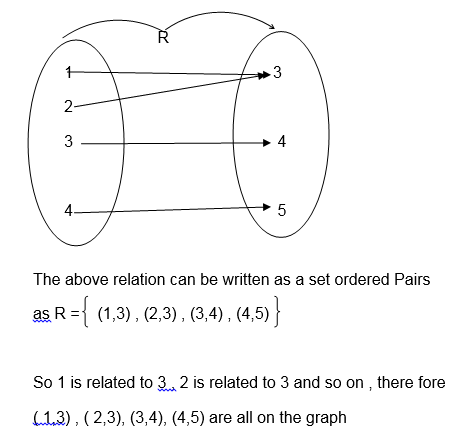 R
1 3
2
3 4
4 5
The above relation can be written as a set ordered Pairs
as R ={ (1,3) , (2,3) , (3,4) , (4,5) }
So 1 is related to 3 , 2 is related to 3 and so on , there fore
( 1,3) , ( 2,3), (3,4), (4,5) are all on the graph